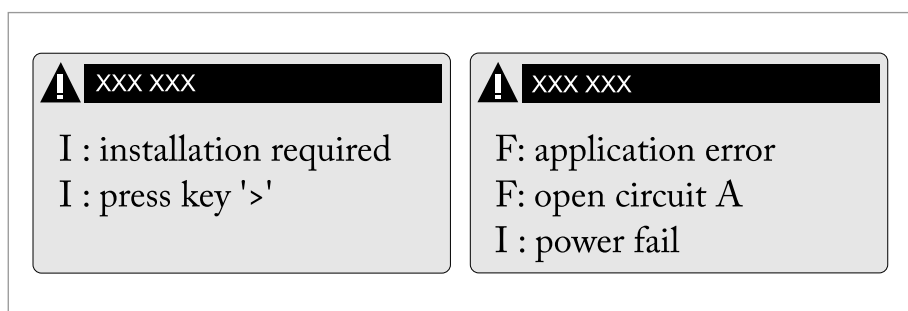 XXX XXX
I : installation required
I : press key '>'
XXX XXX
F: application error
F: open circuit A
I : power fail